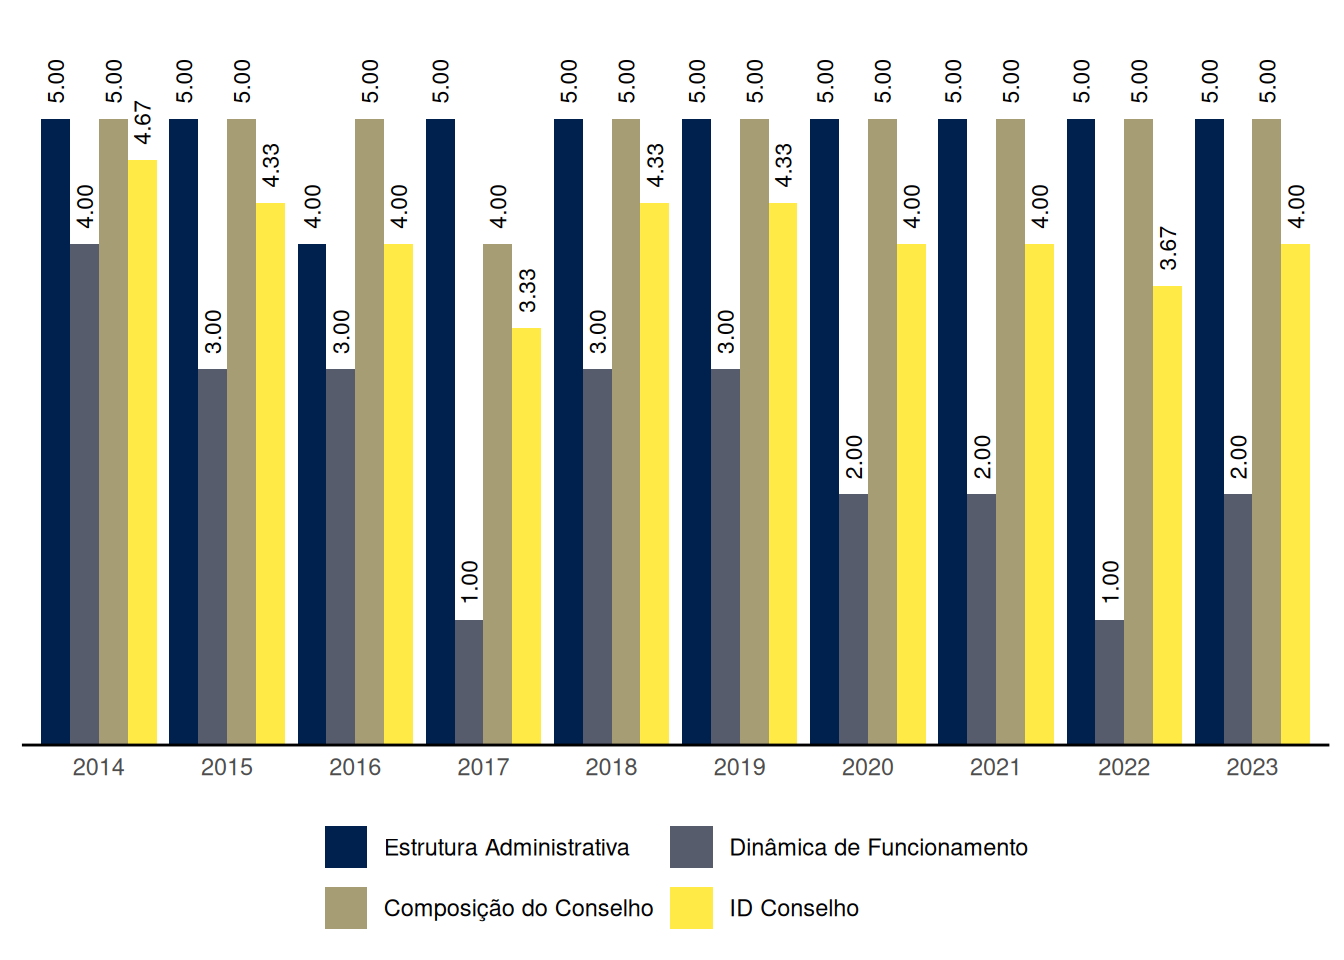 5.00 4.00 5.00 4.67 5.00 3.00 5.00 4.33 4.00 3.00 5.00 4.00 5.00 1.00 4.00 3.33 5.00 3.00 5.00 4.33 5.00 3.00 5.00 4.33 5.00 2.00 5.00 4.00 5.00 2.00 5.00 4.00 5.00 1.00 5.00 3.67 5.00 2.00 5.00 4.00
2014 2015 2016 2017 2018 2019 2020 2021 2022 2023
Estrutura Administrativa Dinâmica de Funcionamento
Composição do Conselho ID Conselho